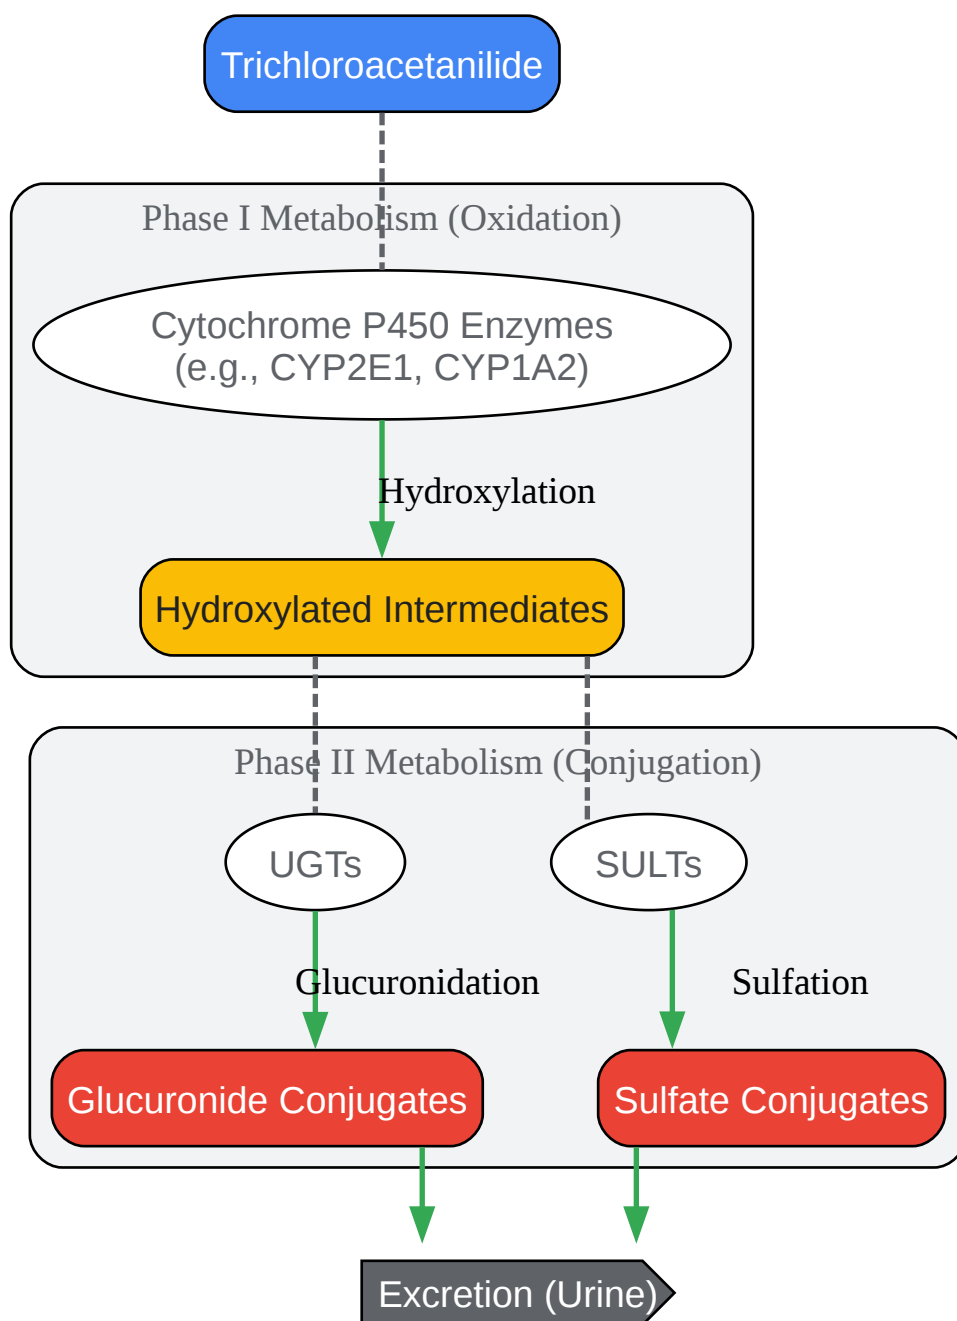 Trichloroacetanilide
Phase I Metabolism (Oxidation)
Cytochrome P450 Enzymes
(e.g., CYP2E1, CYP1A2)
Hydroxylation
Hydroxylated Intermediates
Phase II Metabolism (Conjugation)
UGTs
SULTs
Glucuronidation
Sulfation
Glucuronide Conjugates
Sulfate Conjugates
Excretion (Urine)